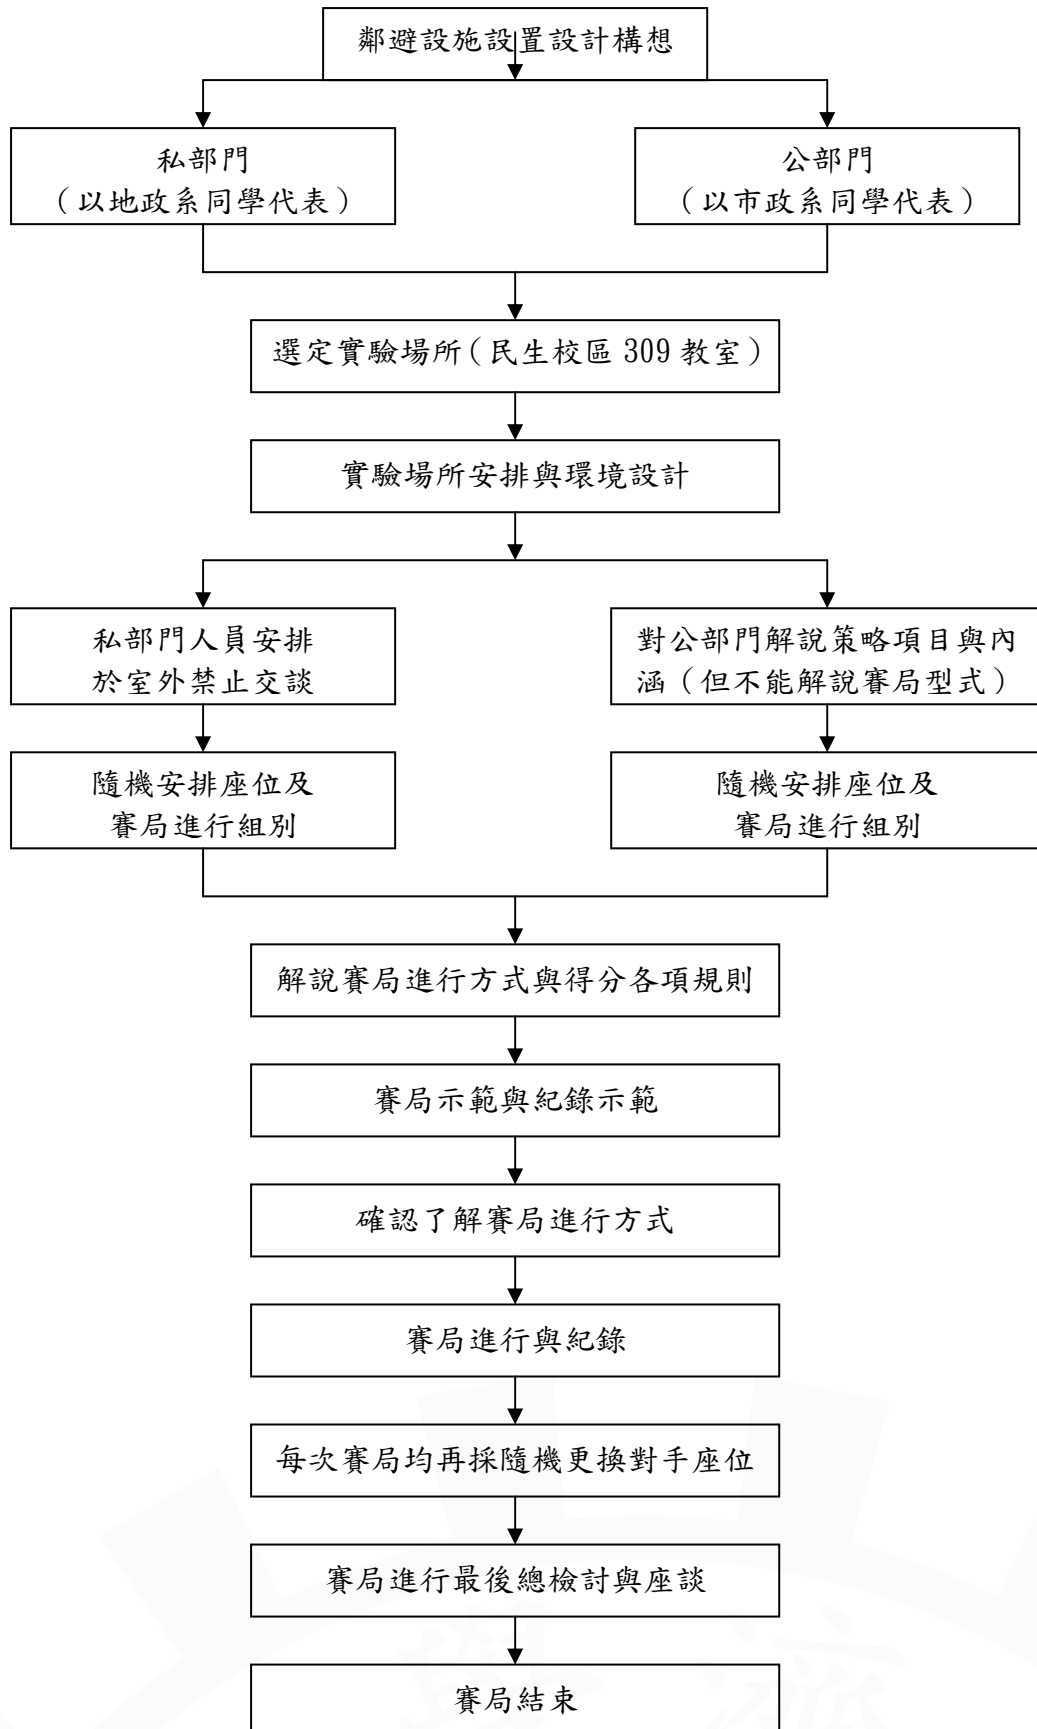 鄰避設施設置設計構想
私部門
（以地政系同學代表）
公部門
（以市政系同學代表）
選定實驗場所（民生校區 309 教室）
實驗場所安排與環境設計
私部門人員安排
於室外禁止交談
對公部門解說策略項目與內
涵（但不能解說賽局型式）
隨機安排座位及
賽局進行組別
隨機安排座位及
賽局進行組別
解說賽局進行方式與得分各項規則
賽局示範與紀錄示範
確認了解賽局進行方式
賽局進行與紀錄
每次賽局均再採隨機更換對手座位
賽局進行最後總檢討與座談
賽局結束